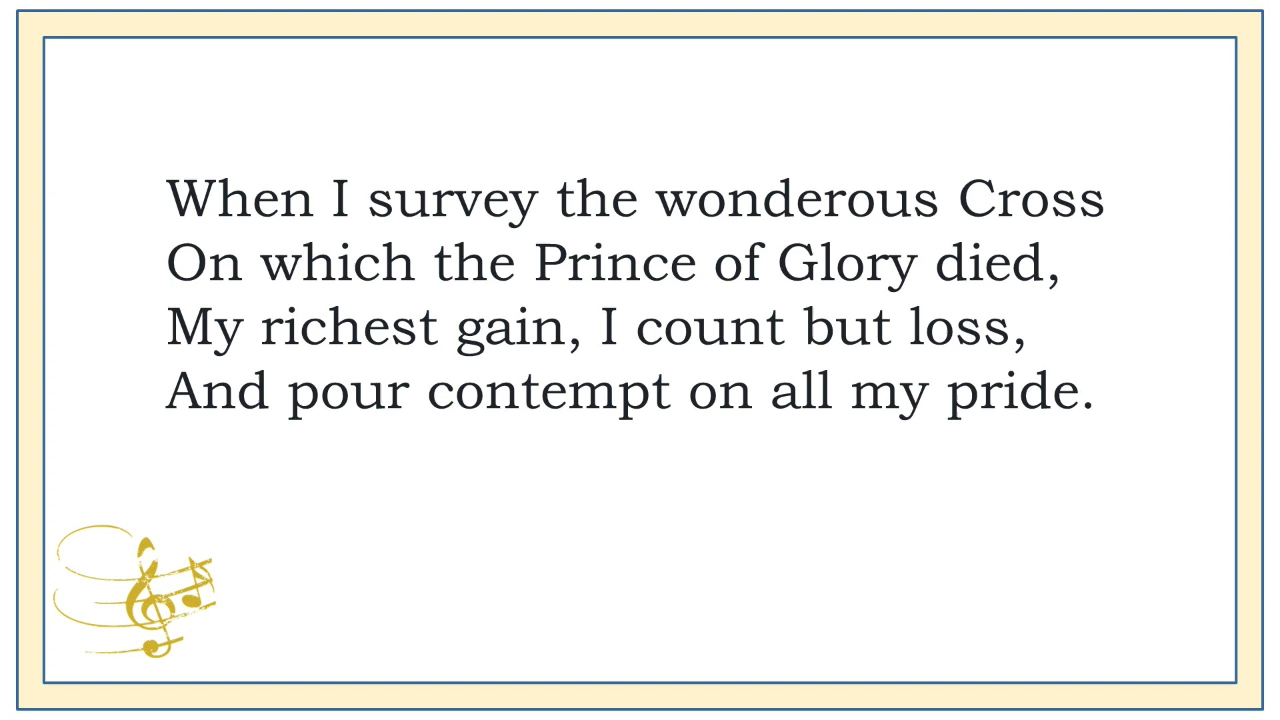 When I survey the wonderous Cross
On which the Prince of Glory died,
My richest gain, I count but loss,
And pour contempt on all my pride.